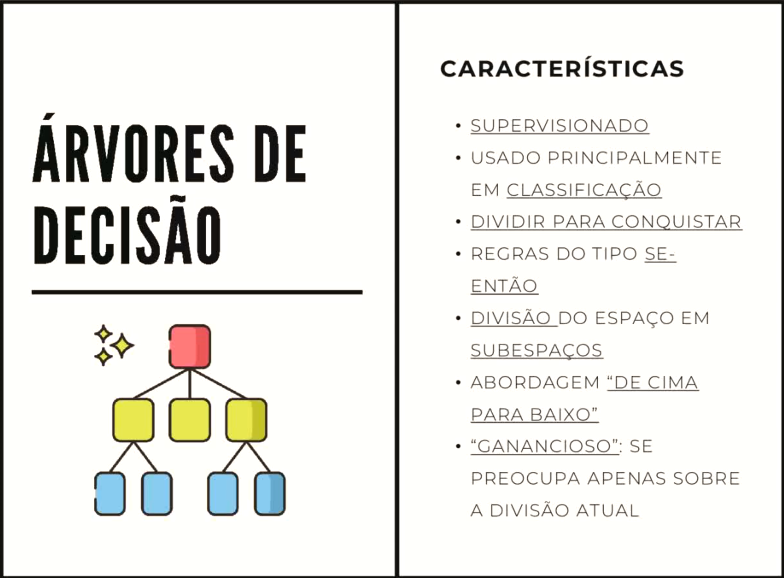 ÁRVORES DE
DECISÃO
CARACTERÍSTICAS
• SUPERVISIONADO
• USADO PRINCIPALMENTE
EM CLASSIFICAÇÃO
• DIVIDIR PARA CONQUISTAR
• REGRAS DO TIPO SE-
ENTÃO
• DIVISÃO DO ESPAÇO EM
SUBESPAÇOS
• ABORDAGEM “DE CIMA
PARA BAIXO”
• “GANANCIOSO”: SE
PREOCUPA APENAS SOBRE
A DIVISÃO ATUAL